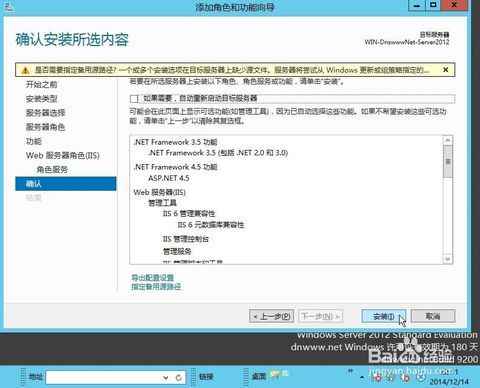 添加角色和功能向导
确认安装所选内容
目标服务器
WIN-DnswwwNet-Server2012
是否需要指定备用源路径? 一个或多个安装选项在目标服务器上缺少源文件。服务器将尝试从 Windows 更新或组策略指定的...
开始之前
安装类型
服务器选择
服务器角色
功能
Web 服务器角色(IIS)
角色服务
确认
结果
若要在所选服务器上安装以下角色、角色服务或功能，请单击“安装”。
如果需要，自动重新启动目标服务器
可能会在此页面上显示可选功能(如管理工具)，因为已自动选择这些功能。如果不希望安装这些可选功
能，请单击“上一步”以清除其复选框。
.NET Framework 3.5 功能
.NET Framework 3.5 (包括 .NET 2.0 和 3.0)
.NET Framework 4.5 功能
ASP.NET 4.5
Web 服务器(IIS)
管理工具
IIS 6 管理兼容性
IIS 6 元数据库兼容性
IIS 管理控制台
管理服务
IIS 管理脚本和工具
导出配置设置
指定备用源路径
< 上一步(P)
下一步(N) >
安装(I)
取消
Windows Server 2012 Standard Evaluation
dnwww.net Windows 许可证有效期为 180 天
dnwww.net Build 9200
地址
链接
桌面
库
Baidu 经验
jingyan.baidu.com
2014/12/14